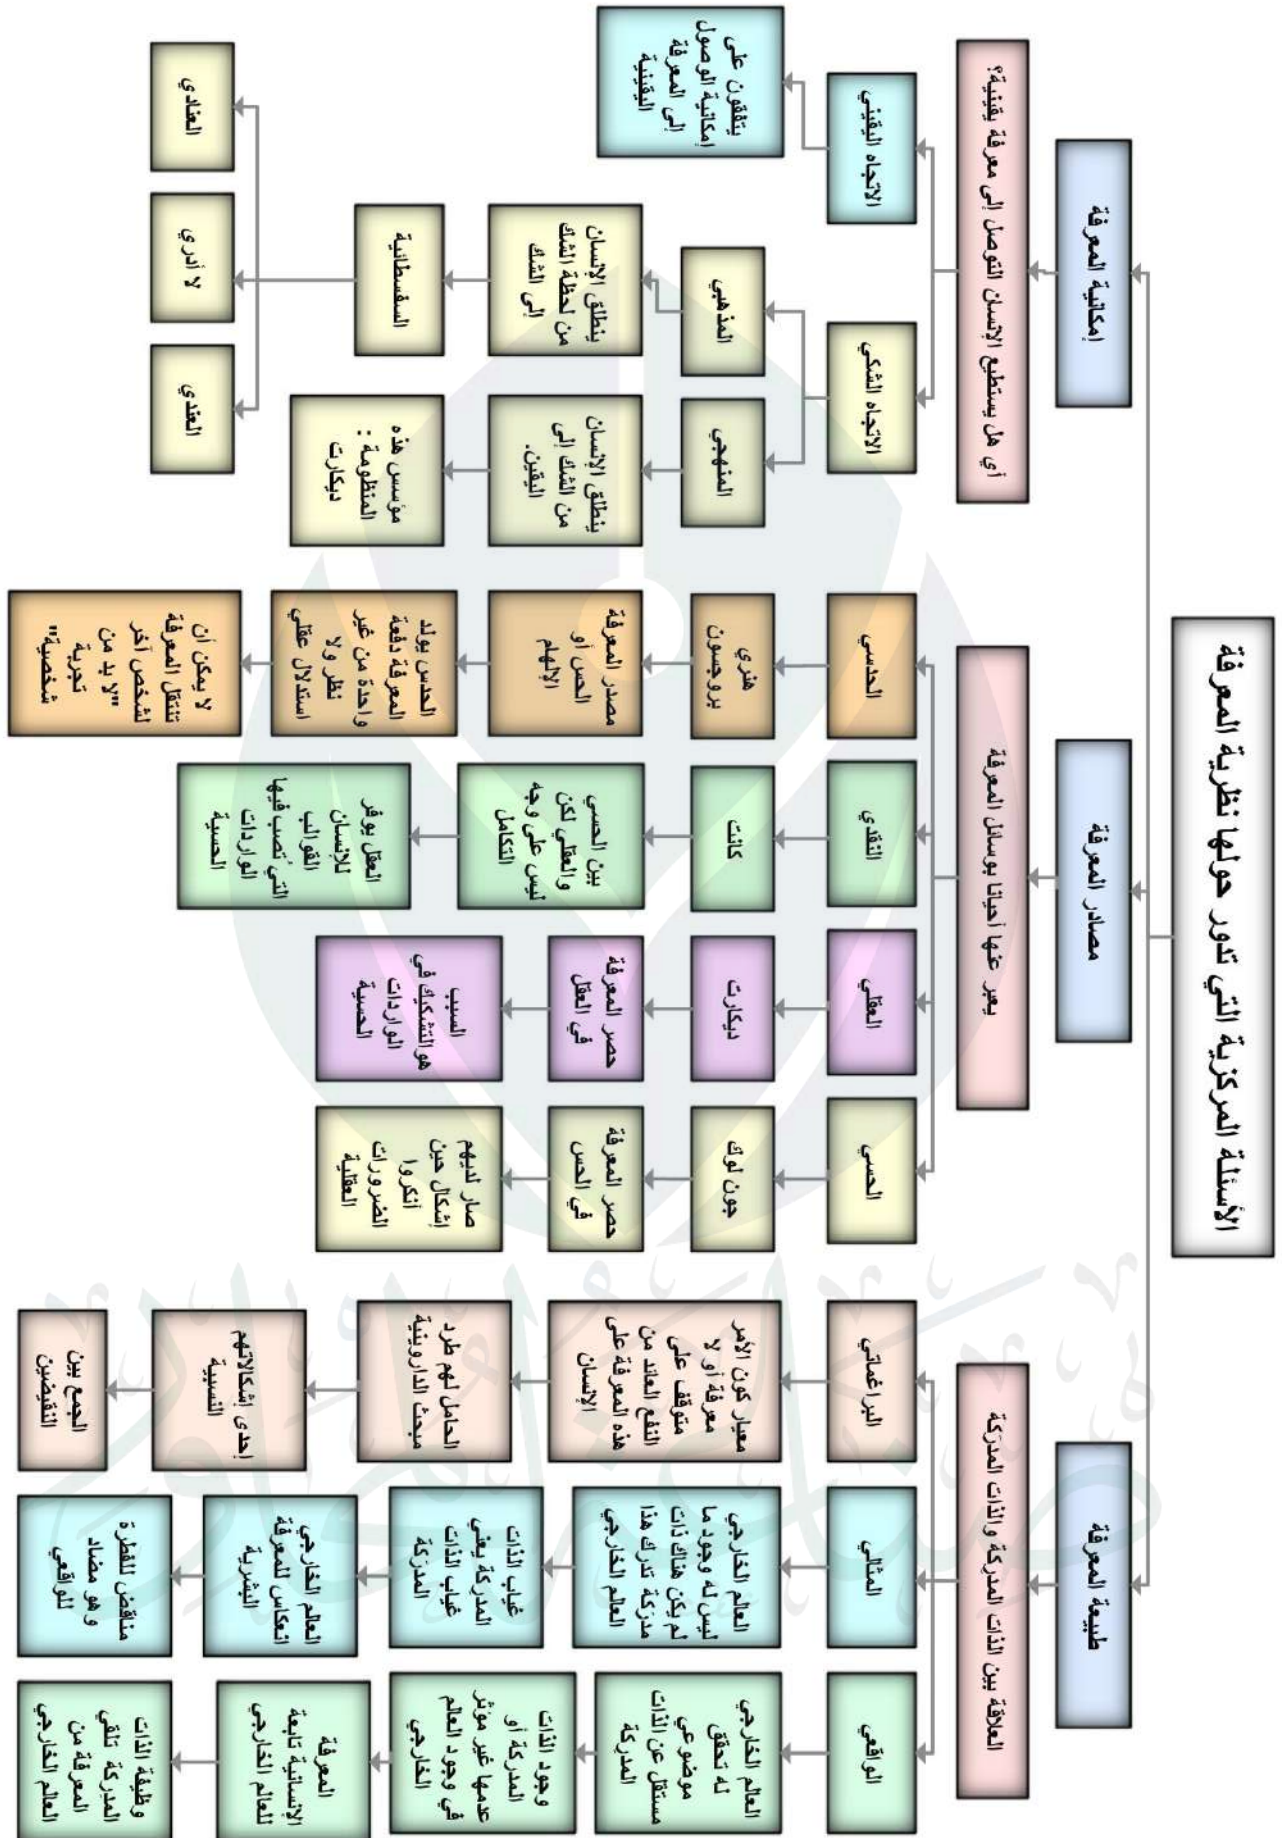 الأسئلة المركزية التي تدور حولها نظرية المعرفة
إمكانية المعرفة
أي هل يستطيع الإنسان التوصل إلى معرفة يقينية؟
الاتجاه اليقيني
يتفقون على
إمكانية الوصول
إلى المعرفة
اليقينية
الاتجاه الشكي
المذهبي
ينطلق الإنسان
من لحظة الشك
إلى الشك
السفسطائية
العنادي
لا أدري
العندي
المنهجي
ينطلق الإنسان
من الشك إلى
اليقين.
مؤسس هذه
المنظومة :
ديكارت
مصادر المعرفة
يعبر عنها أحيانا بوسائل المعرفة
الحدسي
هنري
بروجسون
مصدر المعرفة
الحس أو
الإلهام
الحدس يولد
المعرفة دفعة
واحدة من غير
نظر ولا
استدلال عقلي
لا يمكن أن
تنتقل المعرفة
لشخص آخر
"لا بد من
تجربة
شخصية"
النقدي
كانت
بين الحسي
والعقلي لكن
ليس على وجه
التكامل
العقل يوفر
للإنسان
القوالب
التي تُصب فيها
الواردات
الحسية
العقلي
ديكارت
حصر المعرفة
في العقل
السبب
هو التشكيك في
الواردات
الحسية
الحسي
جون لوك
حصر المعرفة
في الحس
صار لديهم
إشكال حين
أنكروا
الضرورات
العقلية
طبيعة المعرفة
العلاقة بين الذات المدركة والذات المدرَكة
البراغماتي
معيار كون الأمر
معرفة أو لا
متوقف على
النفع العائد من
هذه المعرفة على
الإنسان
الحامل لهم طرد
مبحث الداروينية
إحدى إشكالاتهم
النسبية
الجمع بين
النقيضين
المثالي
العالم الخارجي
ليس له وجود ما
لم يكن هناك ذات
مدركة تدرك هذا
العالم الخارجي
غياب الذات
المدركة يعني
غياب الذات
المدرَكة
العالم الخارجي
انعكاس للمعرفة
البشرية
مناقض للفطرة
وهو مضاد
للواقعي
الواقعي
العالم الخارجي
له تحقق
موضوعي
مستقل عن الذات
المدركة
وجود الذات
المدركة أو
عدمها غير مؤثر
في وجود العالم
الخارجي
المعرفة
الإنسانية تابعة
للعالم الخارجي
وظيفة الذات
المدركة تلقي
المعرفة من
العالم الخارجي